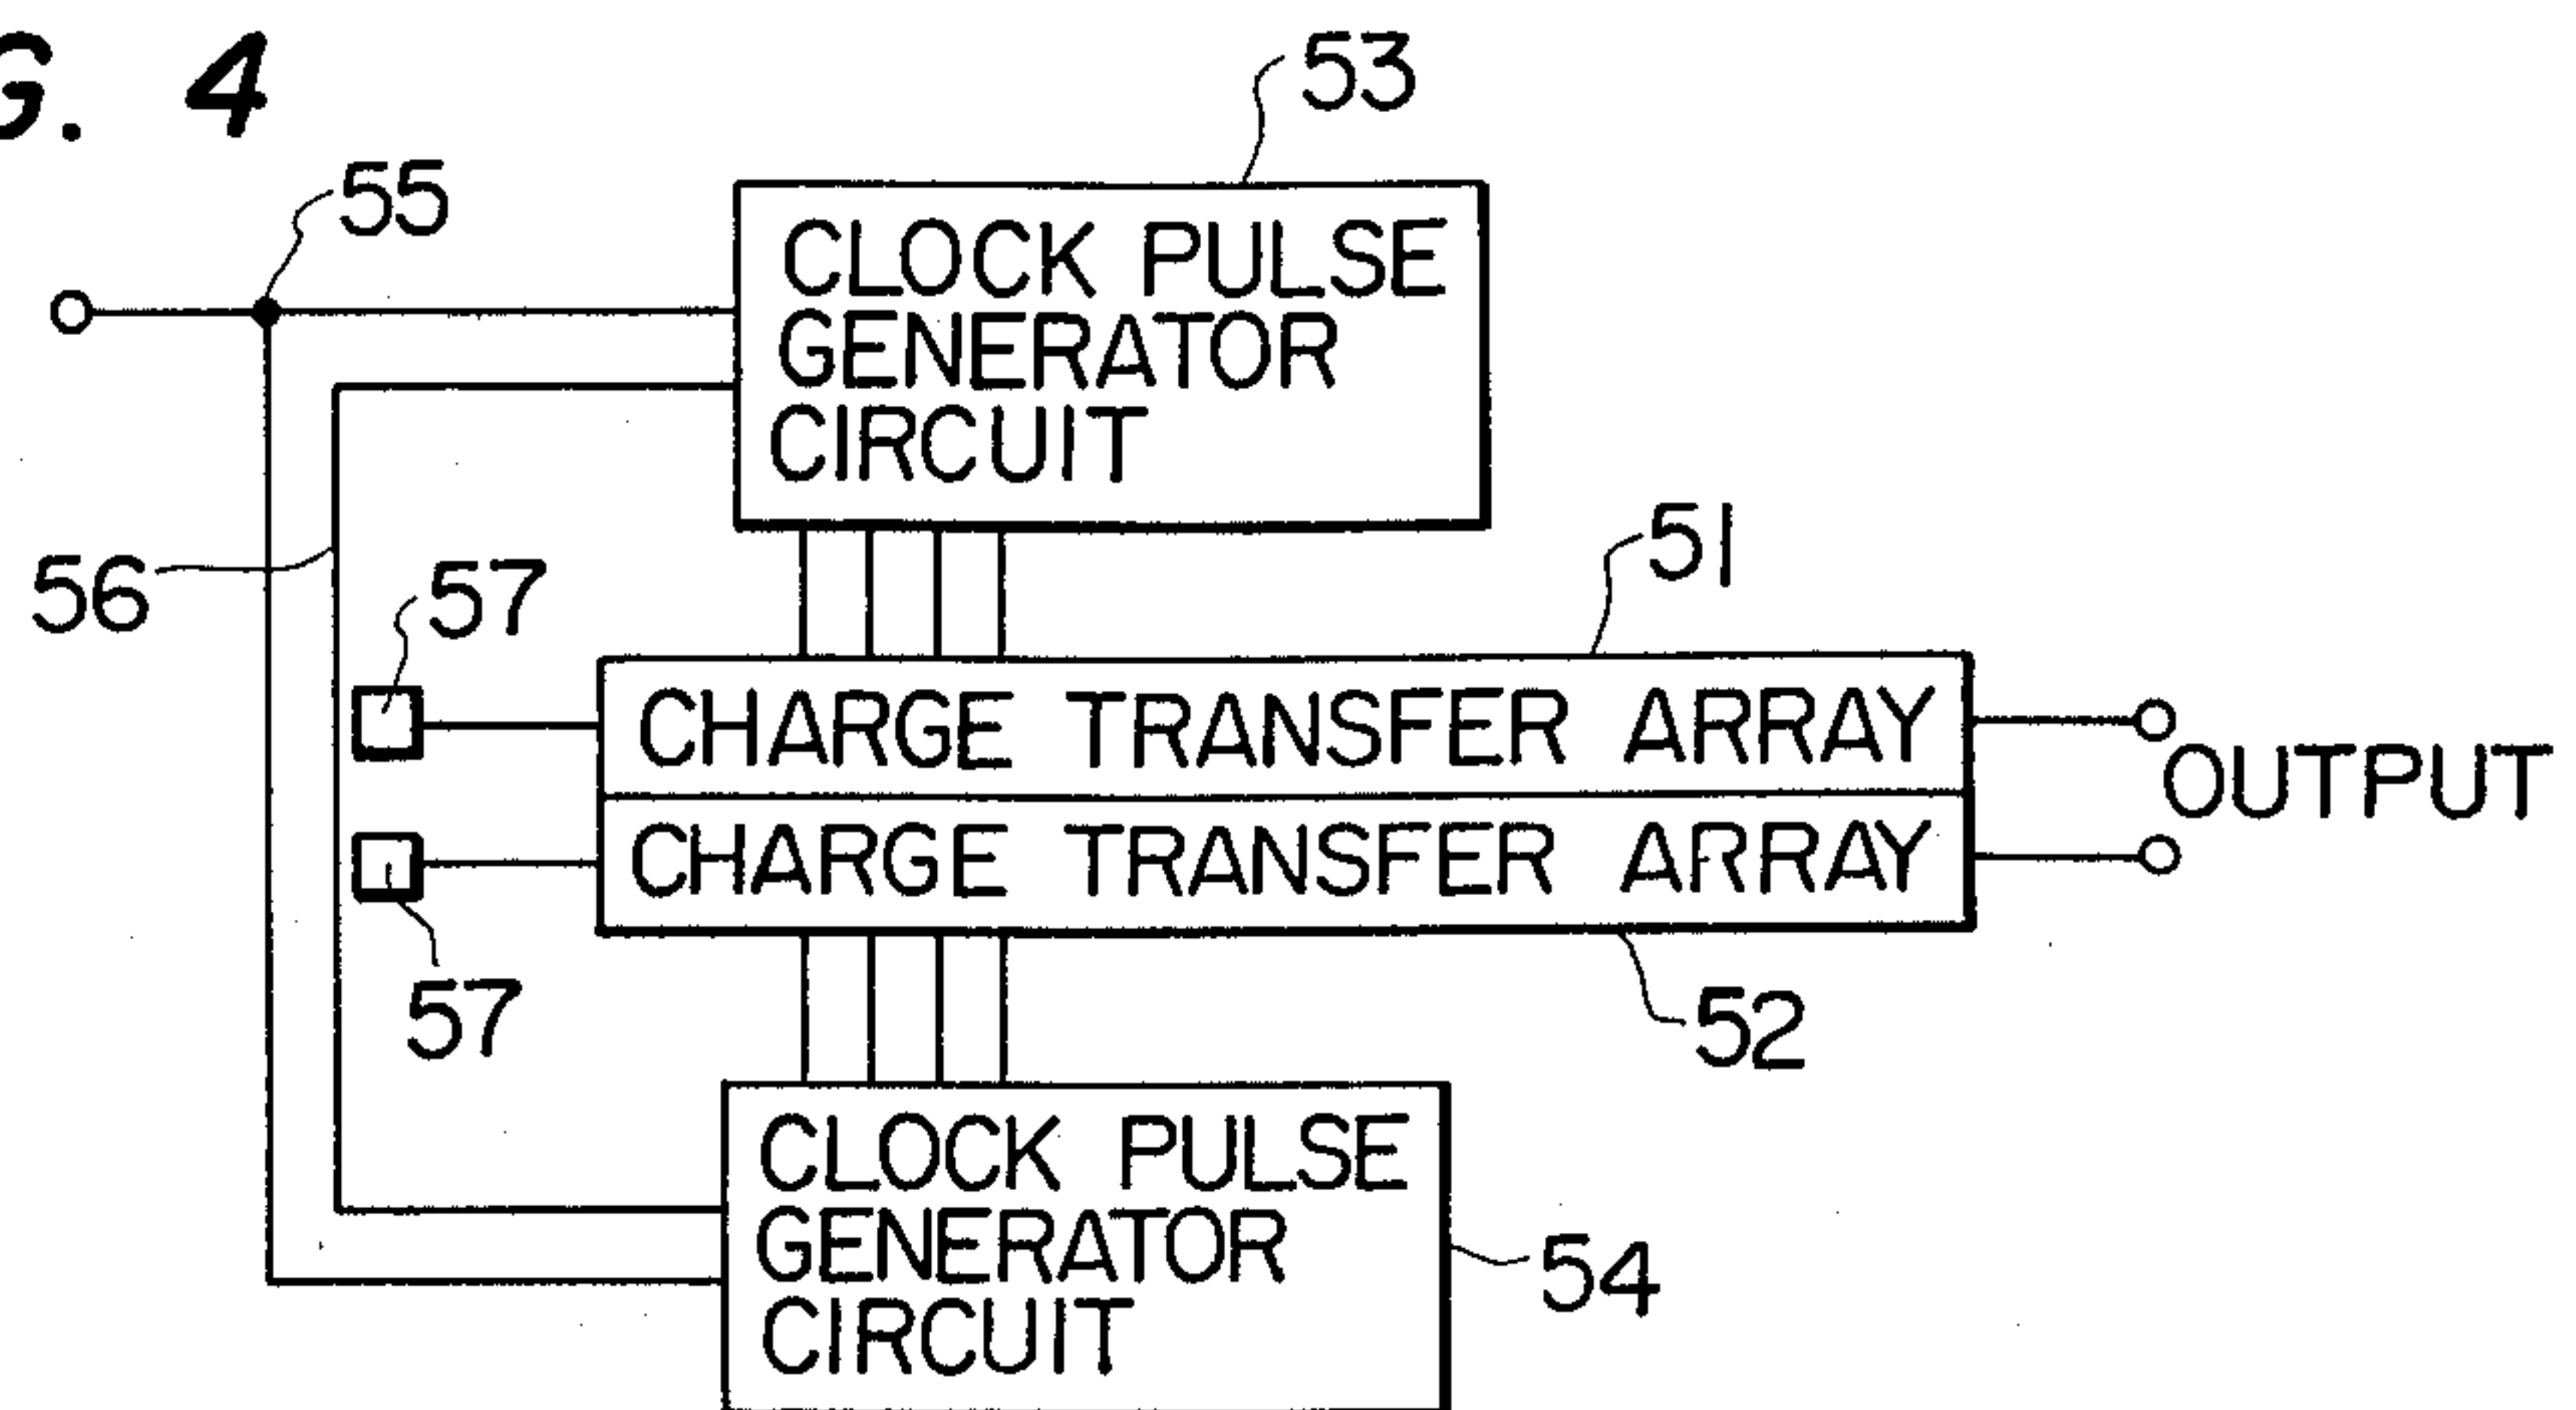 G. 4
53
55
CLOCK PULSE
GENERATOR
CIRCUIT
51
56
57
CHARGE TRANSFER ARRAY
OUTPUT
CHARGE TRANSFER ARRAY
57
52
CLOCK PULSE
GENERATOR
CIRCUIT
54